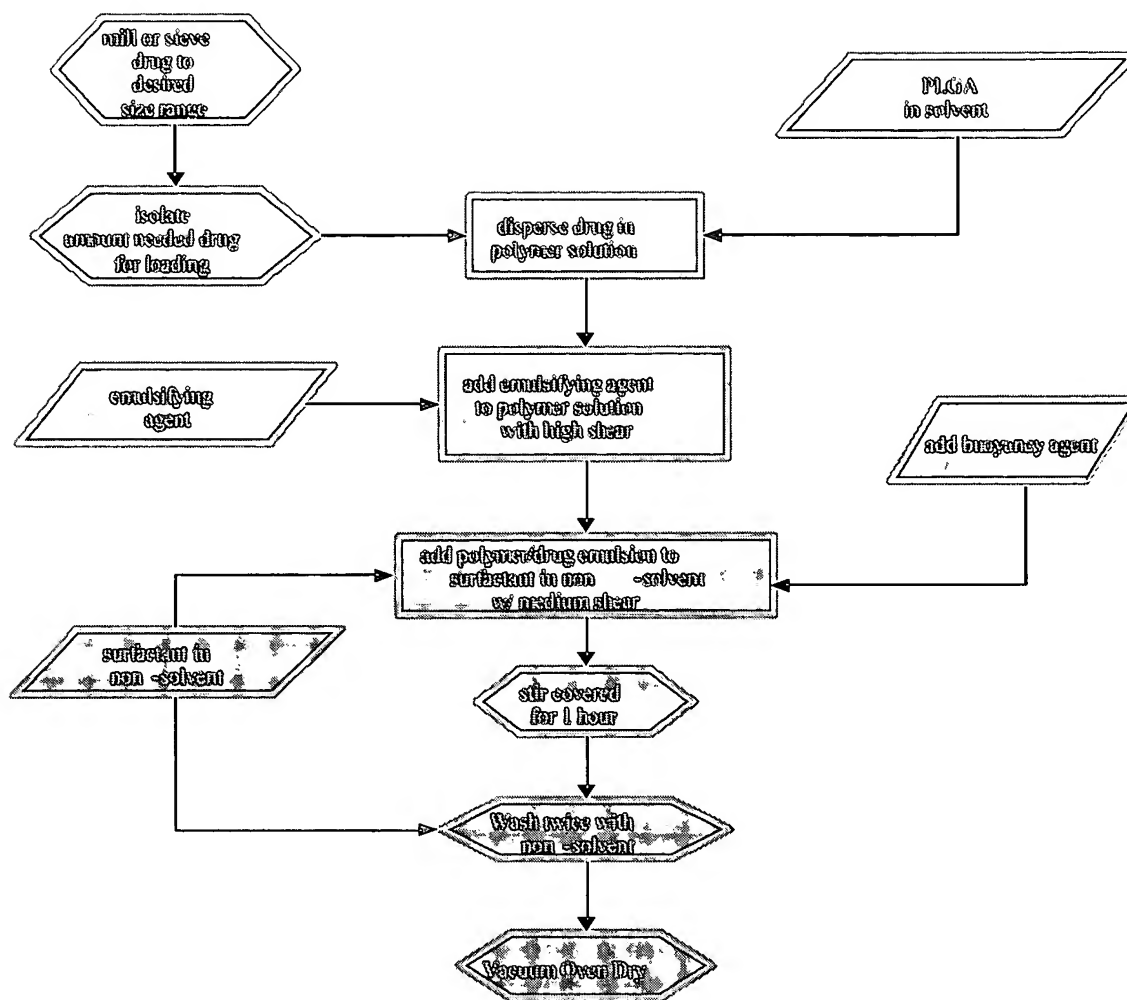 mill or sieve
drug to
desired
size range
PLGA
in solvent
isolate
amount needed drug
for loading
disperse drug in
polymer solution
emulsifying
agent
add emulsifying agent
to polymer solution
with high shear
add buoyancy agent
add polymer/drug emulsion to
surfactant in non -solvent
w/ medium shear
surfactant in
non -solvent
stir covered
for 1 hour
Wash twice with
non -solvent
Vacuum Oven Dry